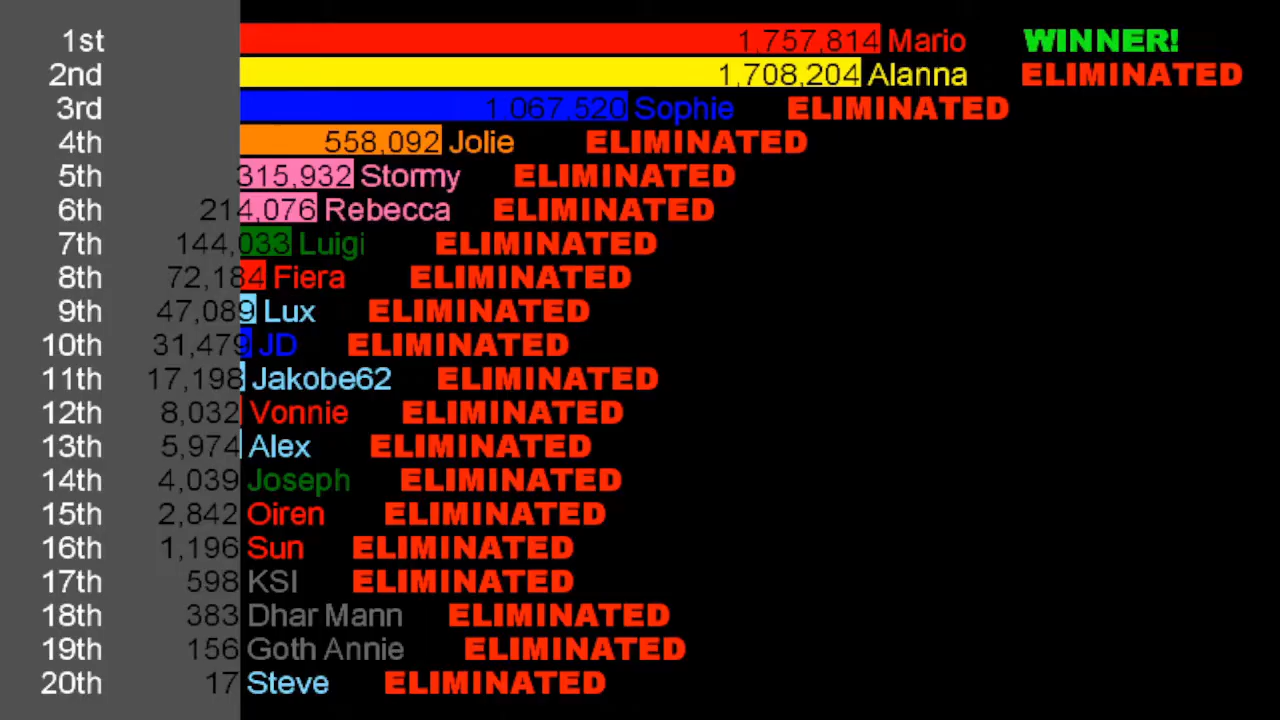 1st 1,757,814 Mario WINNER!
2nd 1,708,204 Alanna ELIMINATED
3rd 1,067,520 Sophie ELIMINATED
4th 558,092 Jolie ELIMINATED
5th 315,932 Stormy ELIMINATED
6th 214,076 Rebecca ELIMINATED
7th 144,033 Luigi ELIMINATED
8th 72,184 Fiera ELIMINATED
9th 47,089 Lux ELIMINATED
10th 31,479 JD ELIMINATED
11th 17,198 Jakobe62 ELIMINATED
12th 8,032 Vonnie ELIMINATED
13th 5,974 Alex ELIMINATED
14th 4,039 Joseph ELIMINATED
15th 2,842 Oiren ELIMINATED
16th 1,196 Sun ELIMINATED
17th 598 KSI ELIMINATED
18th 383 Dhar Mann ELIMINATED
19th 156 Goth Annie ELIMINATED
20th 17 Steve ELIMINATED